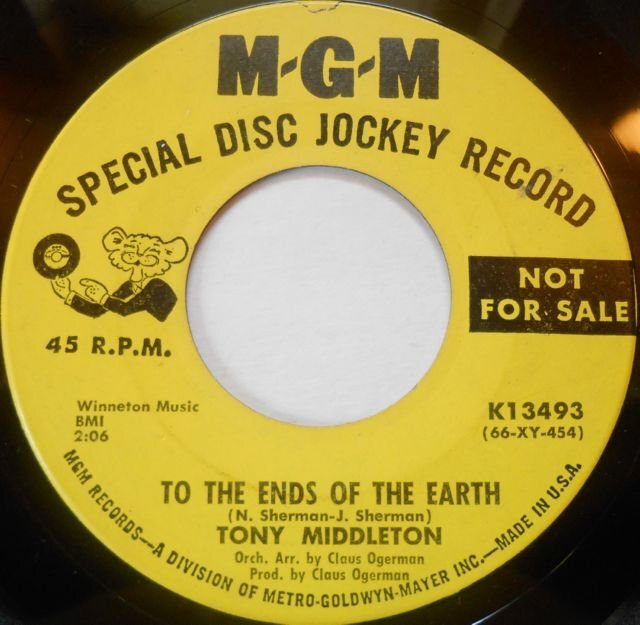 M-G-M
SPECIAL DISC JOCKEY RECORD
NOT
FOR SALE
45 R.P.M.
Winneton Music
BMI
2:06
K13493
(66-XY-454)
TO THE ENDS OF THE EARTH
(N. Sherman-J. Sherman)
TONY MIDDLETON
Orch. Arr. by Claus Ogerman
Prod. by Claus Ogerman
MGM RECORDS—A DIVISION OF METRO-GOLDWYN-MAYER INC.—MADE IN U.S.A.